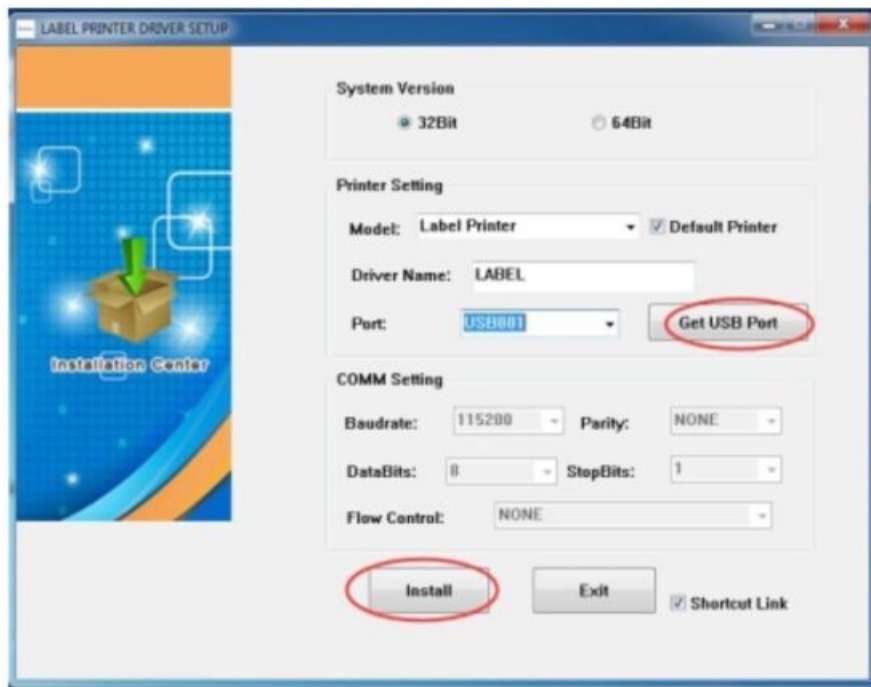 LABEL PRINTER DRIVER SETUP
System Version
32Bit
64Bit
Printer Setting
Model: Label Printer Default Printer
Driver Name: LABEL
Port: USB001 Get USB Port
Installation Center
COMM Setting
Baudrate: 115200 Parity: NONE
DataBits: 8 StopBits: 1
Flow Control: NONE
Install Exit Shortcut Link